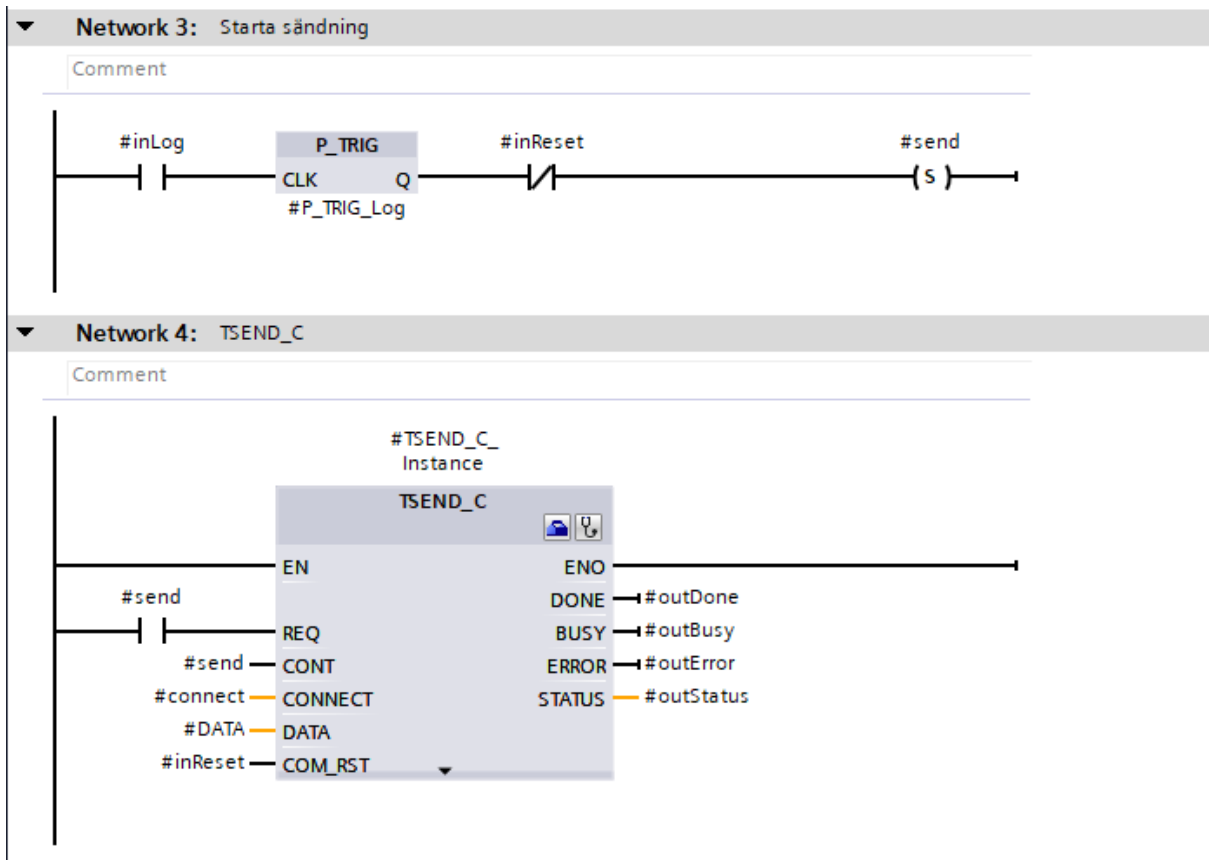 Network 3: Starta sändning
Comment
#inLog
P_TRIG
#inReset
#send
CLK Q
S
#P_TRIG_Log
Network 4: TSEND_C
Comment
#TSEND_C_
Instance
TSEND_C
EN ENO
#send
DONE #outDone
REQ BUSY #outBusy
#send CONT ERROR #outError
#connect CONNECT STATUS #outStatus
#DATA DATA
#inReset COM_RST